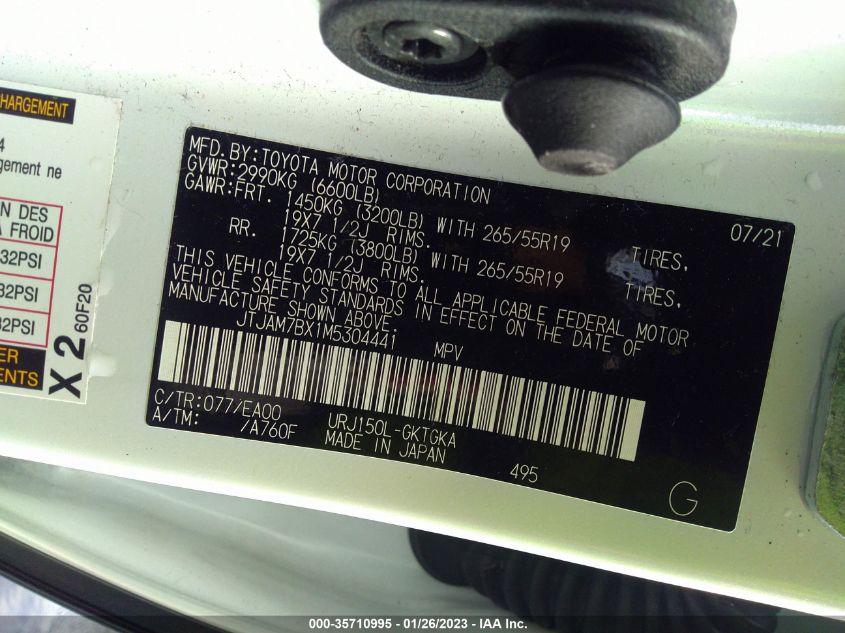 CHARGEMENT
4
gement ne
N DES
A FROID
32PSI
32PSI
32PSI
ER
ENTS
X 2
60F20
MFD.BY:TOYOTA MOTOR CORPORATION 07/21
GVWR:2990KG (6600LB)
GAWR:FRT. 1450KG (3200LB) WITH 265/55R19 TIRES,
19X7 1/2J RIMS.
RR. 1725KG (3800LB) WITH 265/55R19 TIRES,
19X7 1/2J RIMS.
THIS VEHICLE CONFORMS TO ALL APPLICABLE FEDERAL MOTOR
VEHICLE SAFETY STANDARDS IN EFFECT ON THE DATE OF
MANUFACTURE SHOWN ABOVE.
JTJAM7BX1M5304441 MPV
C/TR:077/EA00 URJ150L-GKTGKA
A/TM: /A760F MADE IN JAPAN 495
G
000-35710995 - 01/26/2023 - IAA Inc.